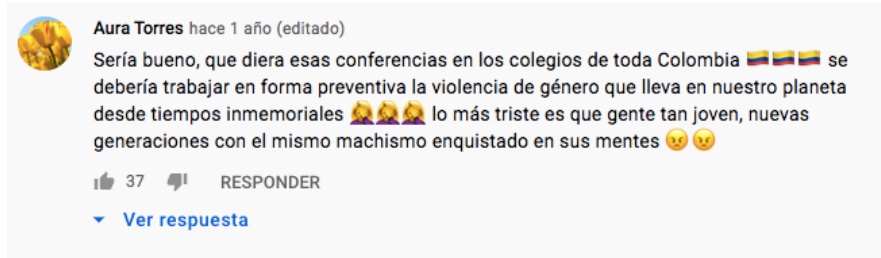 Aura Torres hace 1 año (editado)
Sería bueno, que diera esas conferencias en los colegios de toda Colombia 🇨🇴🇨🇴🇨🇴 se
debería trabajar en forma preventiva la violencia de género que lleva en nuestro planeta
desde tiempos inmemoriales 🤦‍♀️🤦‍♀️🤦‍♀️ lo más triste es que gente tan joven, nuevas
generaciones con el mismo machismo enquistado en sus mentes 😠😠
37 RESPONDER
Ver respuesta